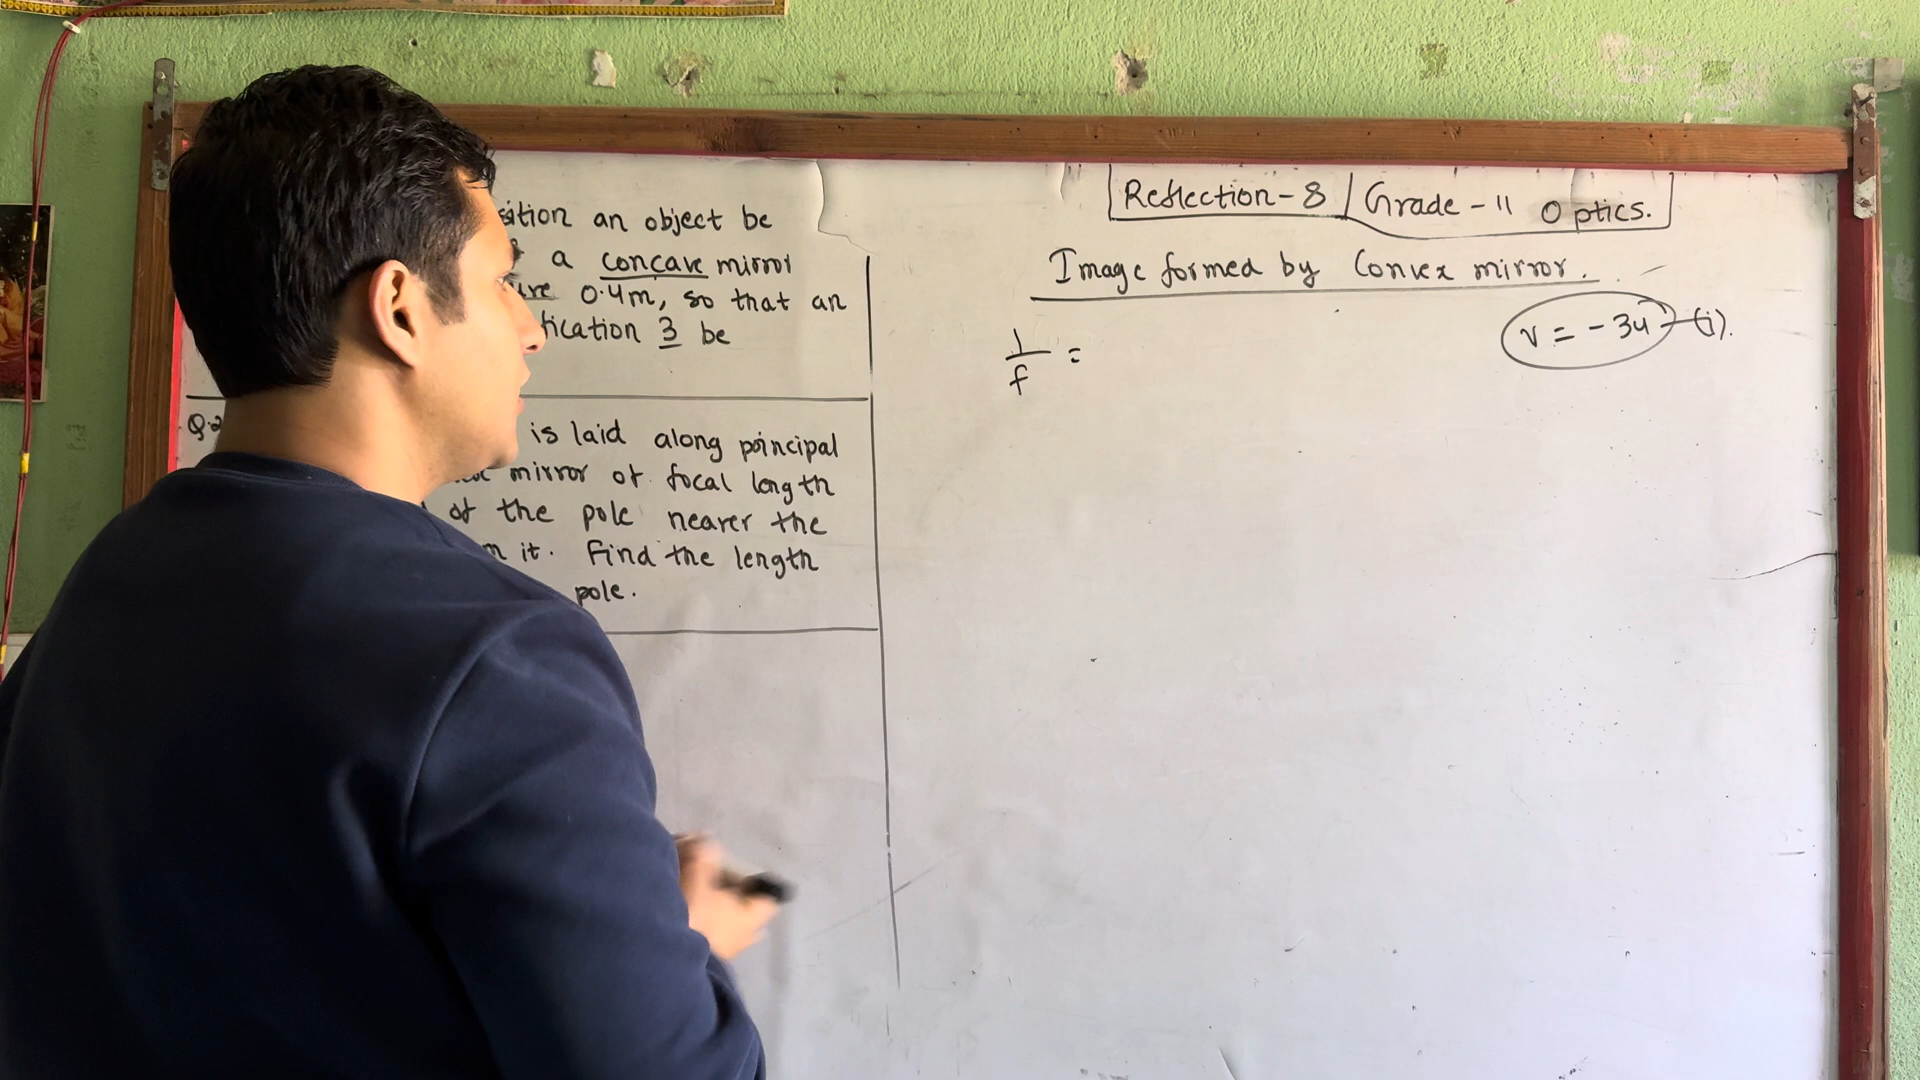 an object be
a concave mirror
0.4m, so that an
3 be
Q.2
is laid along principal
mirror of focal length
of the pole nearer the
it. Find the length
pole.
Reflection-8 Grade-11 Optics.
Image formed by Convex mirror.
v = -3u (i).
1/f =